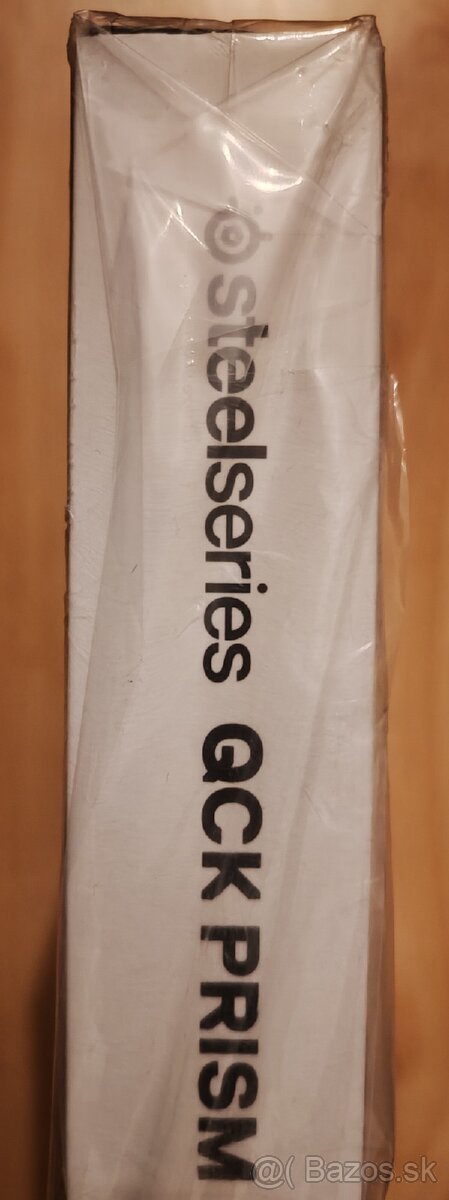 steelseries QCK PRISM
@( Bazos.sk